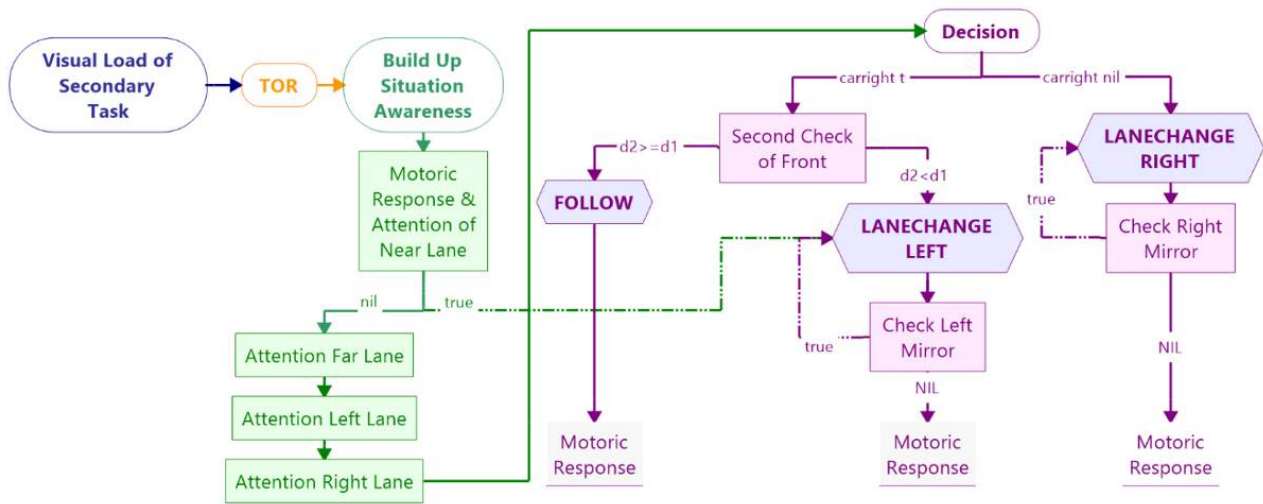 Visual Load of
Secondary
Task
TOR
Build Up
Situation
Awareness
Motoric
Response &
Attention of
Near Lane
nil
true
Attention Far Lane
Attention Left Lane
Attention Right Lane
Decision
carright t
carright nil
Second Check
of Front
d2>=d1
d2<d1
FOLLOW
LANECHANGE
LEFT
Check Left
Mirror
true
NIL
LANECHANGE
RIGHT
true
Check Right
Mirror
NIL
Motoric
Response
Motoric
Response
Motoric
Response